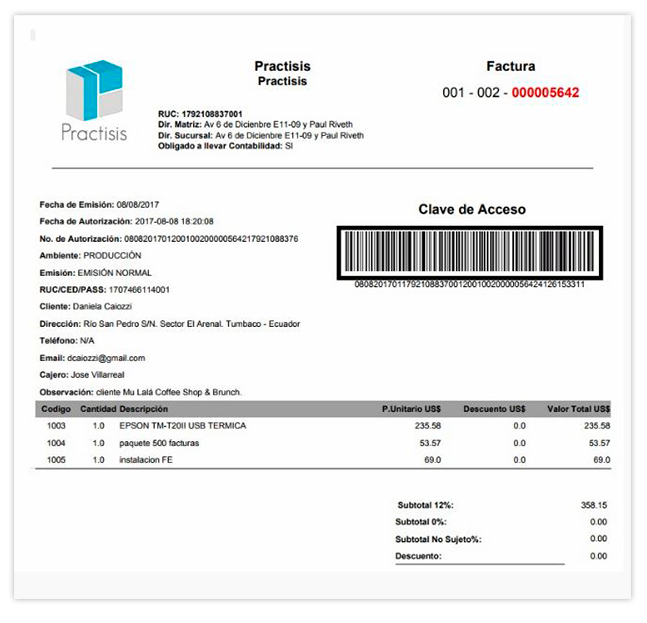 Practisis
Practisis
Practisis
Factura
001 - 002 - 000005642
RUC: 1792108837001
Dir. Matriz: Av 6 de Dicienbre E11-09 y Paul Riveth
Dir. Sucursal: Av 6 de Dicienbre E11-09 y Paul Riveth
Obligado a llevar Contabilidad: SI
Fecha de Emisión: 08/08/2017
Fecha de Autorización: 2017-08-08 18:20:08
No. de Autorización: 0808201701200100200000564217921088376
Ambiente: PRODUCCIÓN
Emisión: EMISIÓN NORMAL
RUC/CED/PASS: 1707466114001
Cliente: Daniela Caiozzi
Dirección: Río San Pedro S/N. Sector El Arenal. Tumbaco - Ecuador
Teléfono: N/A
Email: dcaiozzi@gmail.com
Cajero: Jose Villarreal
Observación: cliente Mu Lalá Coffee Shop & Brunch.
Clave de Acceso
0808201701179210883700120010020000056424126153311
Codigo Cantidad Descripción P.Unitario US$ Descuento US$ Valor Total US$
1003 1.0 EPSON TM-T20II USB TERMICA 235.58 0.0 235.58
1004 1.0 paquete 500 facturas 53.57 0.0 53.57
1005 1.0 instalacion FE 69.0 0.0 69.0
Subtotal 12%: 358.15
Subtotal 0%: 0.00
Subtotal No Sujeto%: 0.00
Descuento: 0.00